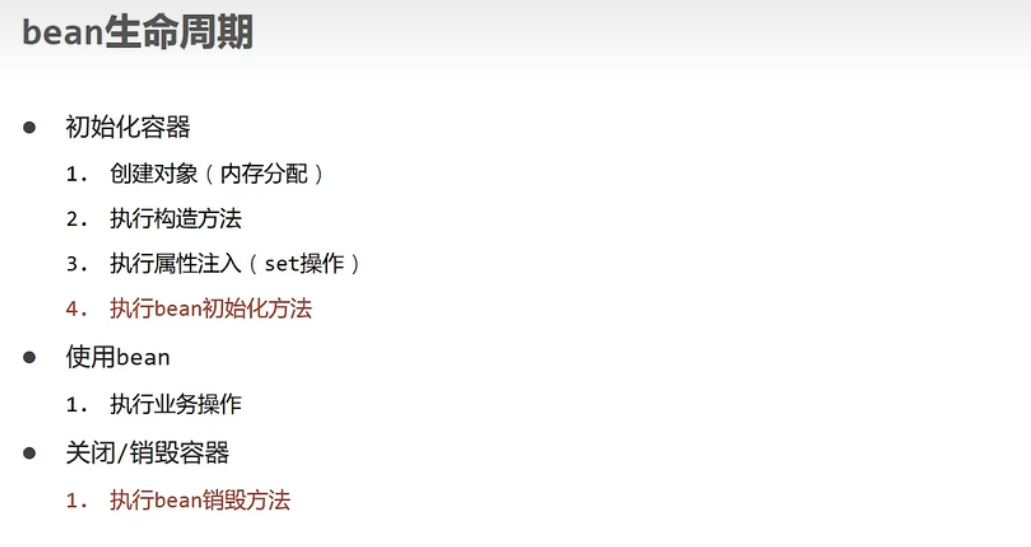 bean生命周期
● 初始化容器
1. 创建对象（内存分配）
2. 执行构造方法
3. 执行属性注入（set操作）
4. 执行bean初始化方法
● 使用bean
1. 执行业务操作
● 关闭/销毁容器
1. 执行bean销毁方法